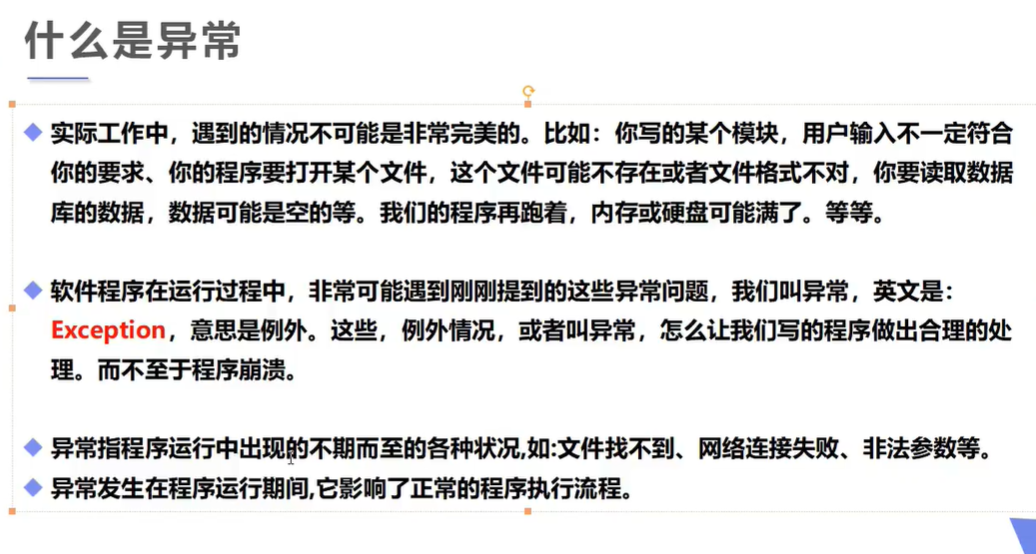 什么是异常
实际工作中，遇到的情况不可能是非常完美的。比如：你写的某个模块，用户输入不一定符合
你的要求、你的程序要打开某个文件，这个文件可能不存在或者文件格式不对，你要读取数据
库的数据，数据可能是空的等。我们的程序再跑着，内存或硬盘可能满了。等等。
软件程序在运行过程中，非常可能遇到刚刚提到的这些异常问题，我们叫异常，英文是：
Exception，意思是例外。这些，例外情况，或者叫异常，怎么让我们写的程序做出合理的处
理。而不至于程序崩溃。
异常指程序运行中出现的不期而至的各种状况,如:文件找不到、网络连接失败、非法参数等。
异常发生在程序运行期间,它影响了正常的程序执行流程。